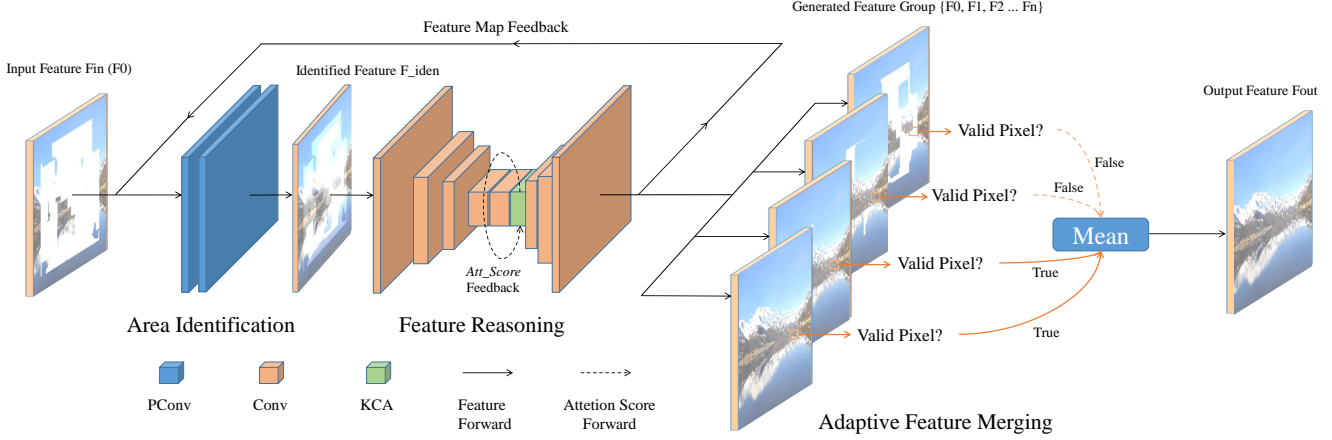 Generated Feature Group {F0, F1, F2 ... Fn}
Feature Map Feedback
Input Feature Fin (F0)
Identified Feature F_iden
Output Feature Fout
Valid Pixel?
False
Valid Pixel?
False
Mean
Valid Pixel?
True
Valid Pixel?
True
Att_Score
Feedback
Area Identification
Feature Reasoning
PConv
Conv
KCA
Feature
Forward
Attetion Score
Forward
Adaptive Feature Merging